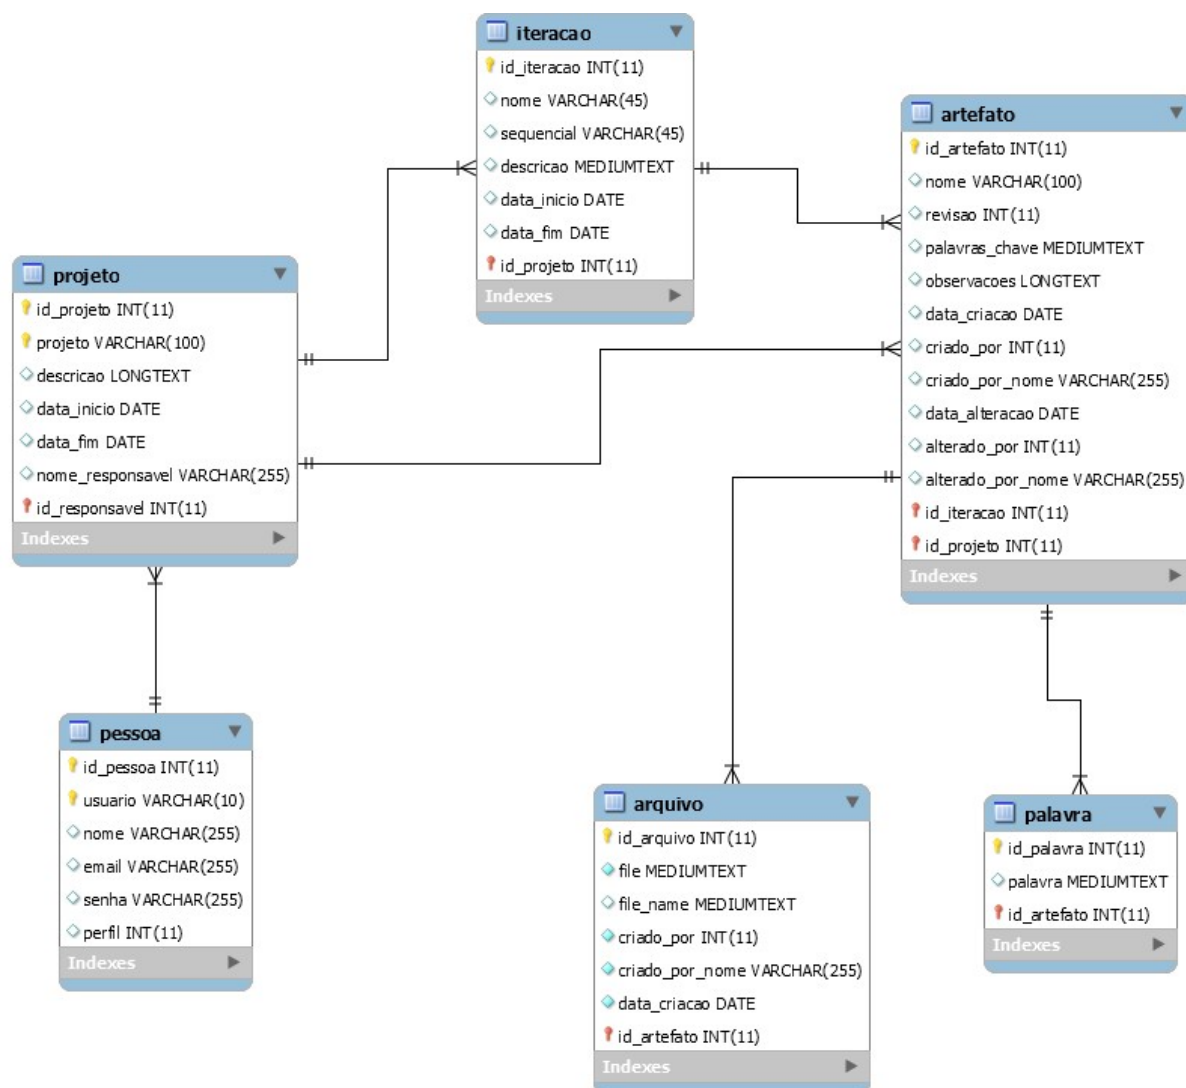 iteracao
id_iteracao INT(11)
nome VARCHAR(45)
sequencial VARCHAR(45)
descricao MEDIUMTEXT
data_inicio DATE
data_fim DATE
id_projeto INT(11)
Indexes
artefato
id_artefato INT(11)
nome VARCHAR(100)
revisao INT(11)
palavras_chave MEDIUMTEXT
observacoes LONGTEXT
data_criacao DATE
criado_por INT(11)
criado_por_nome VARCHAR(255)
data_alteracao DATE
alterado_por INT(11)
alterado_por_nome VARCHAR(255)
id_iteracao INT(11)
id_projeto INT(11)
Indexes
projeto
id_projeto INT(11)
projeto VARCHAR(100)
descricao LONGTEXT
data_inicio DATE
data_fim DATE
nome_responsavel VARCHAR(255)
id_responsavel INT(11)
Indexes
pessoa
id_pessoa INT(11)
usuario VARCHAR(10)
nome VARCHAR(255)
email VARCHAR(255)
senha VARCHAR(255)
perfil INT(11)
Indexes
arquivo
id_arquivo INT(11)
file MEDIUMTEXT
file_name MEDIUMTEXT
criado_por INT(11)
criado_por_nome VARCHAR(255)
data_criacao DATE
id_artefato INT(11)
Indexes
palavra
id_palavra INT(11)
palavra MEDIUMTEXT
id_artefato INT(11)
Indexes